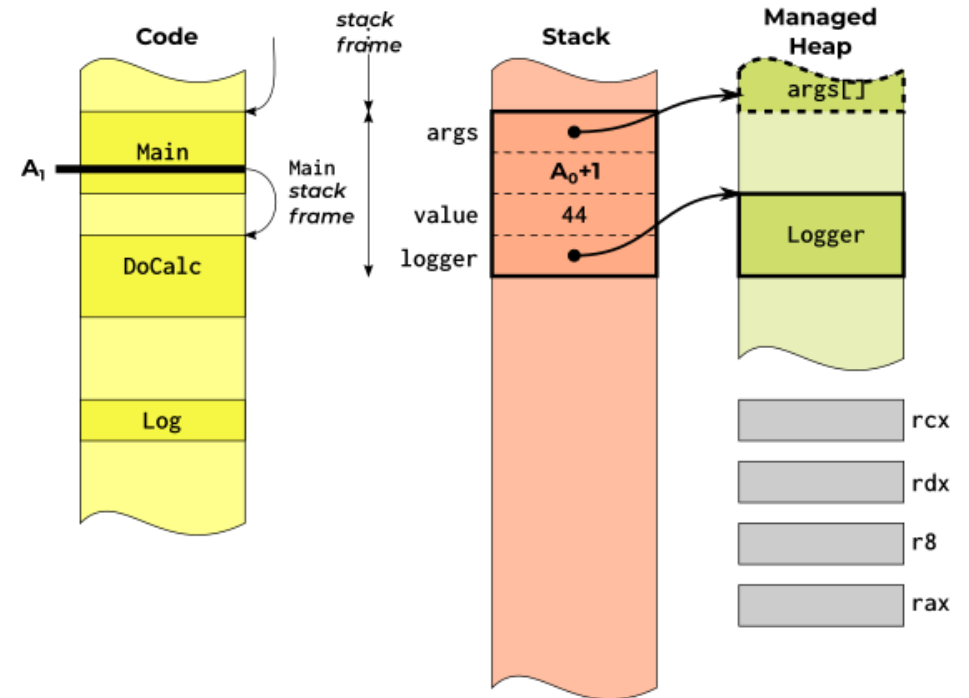 Code
stack
frame
Stack
Managed
Heap
args[]
Main
A₁
Main
stack
frame
args
A₀+1
value
44
logger
Logger
DoCalc
Log
rcx
rdx
r8
rax